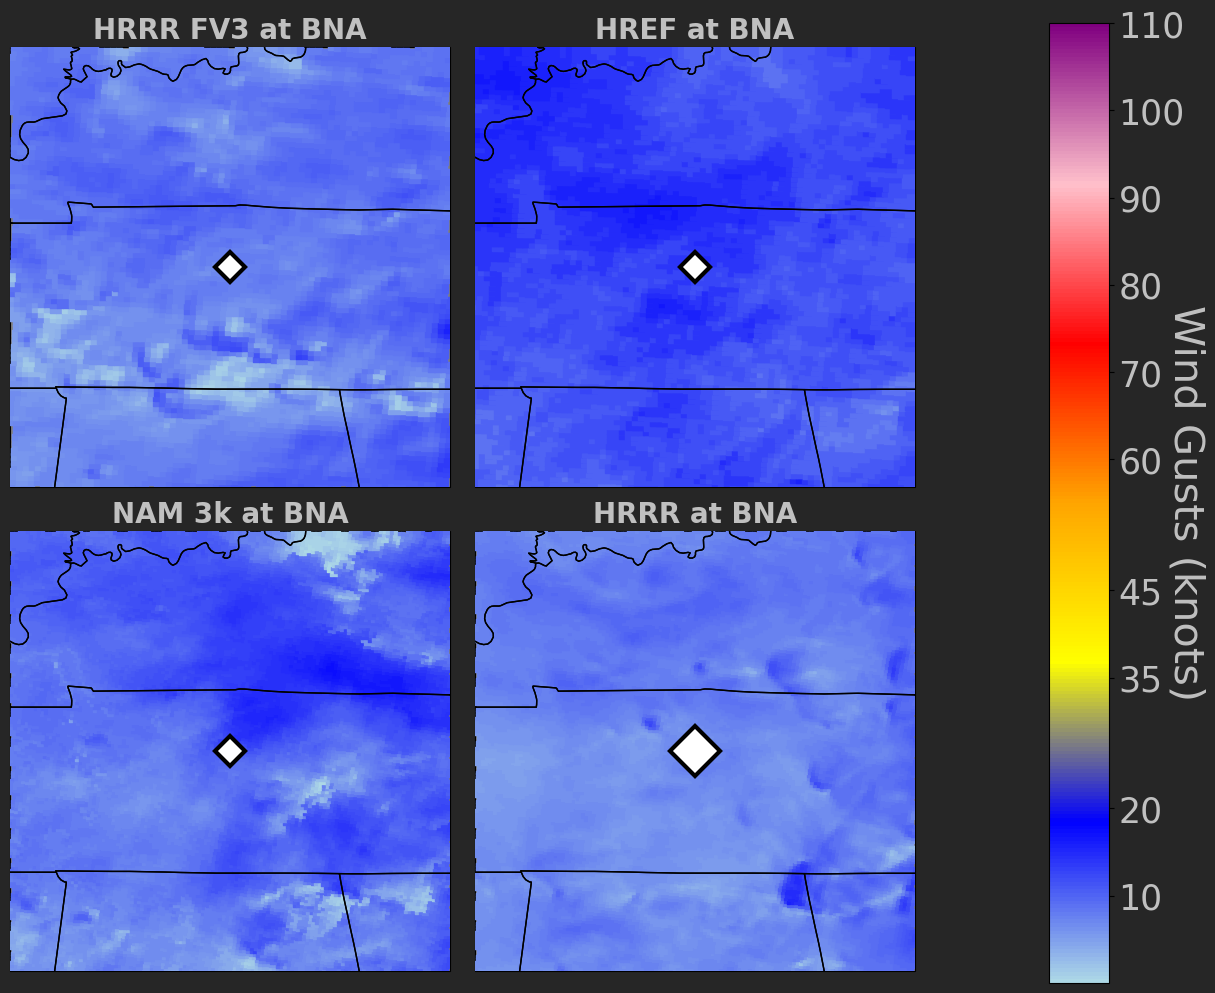 HRRR FV3 at BNA
HREF at BNA
NAM 3k at BNA
HRRR at BNA
110
100
90
80
70
60
45
35
20
10
Wind Gusts (knots)